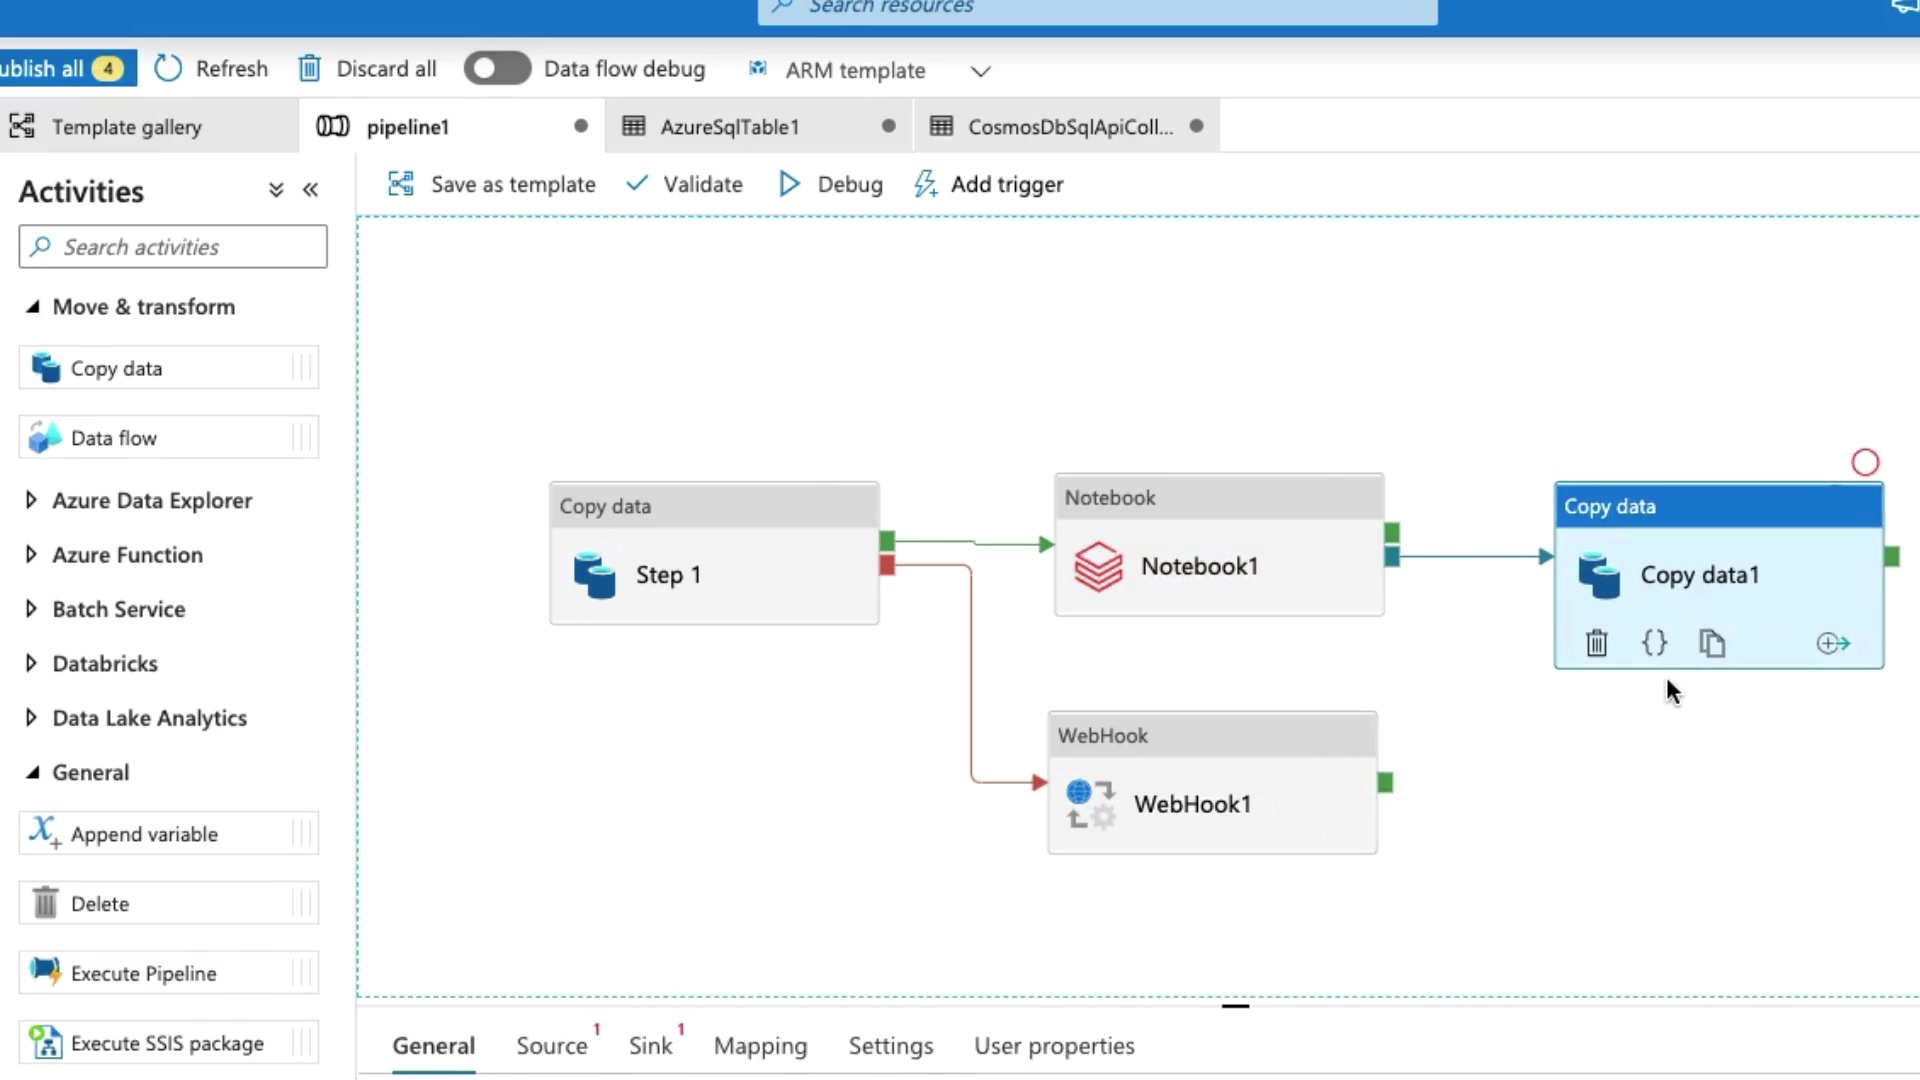 Search resources
ublish all 4 Refresh Discard all Data flow debug ARM template
Template gallery pipeline1 AzureSqlTable1 CosmosDbSqlApiColl...
Activities
Save as template Validate Debug Add trigger
Search activities
Move & transform
Copy data
Data flow
Azure Data Explorer
Azure Function
Batch Service
Databricks
Data Lake Analytics
General
Append variable
Delete
Execute Pipeline
Execute SSIS package
Copy data
Step 1
Notebook
Notebook1
Copy data
Copy data1
{}
WebHook
WebHook1
General Source 1 Sink 1 Mapping Settings User properties